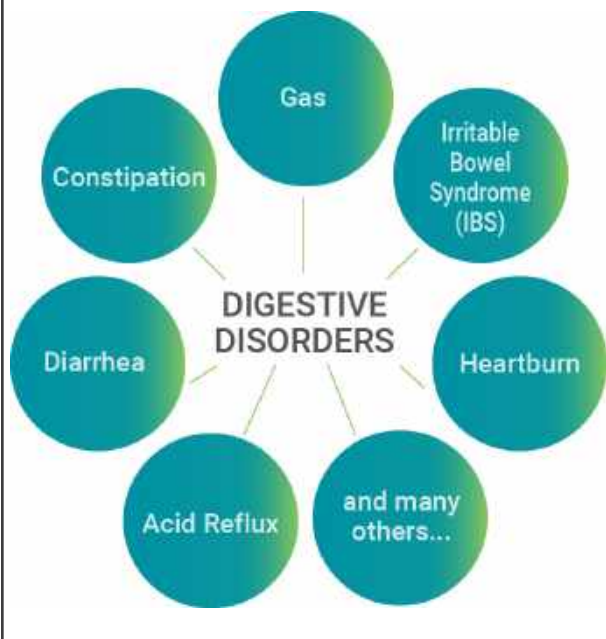 Gas
Irritable
Bowel
Syndrome
(IBS)
Constipation
DIGESTIVE
DISORDERS
Diarrhea
Heartburn
Acid Reflux
and many
others...